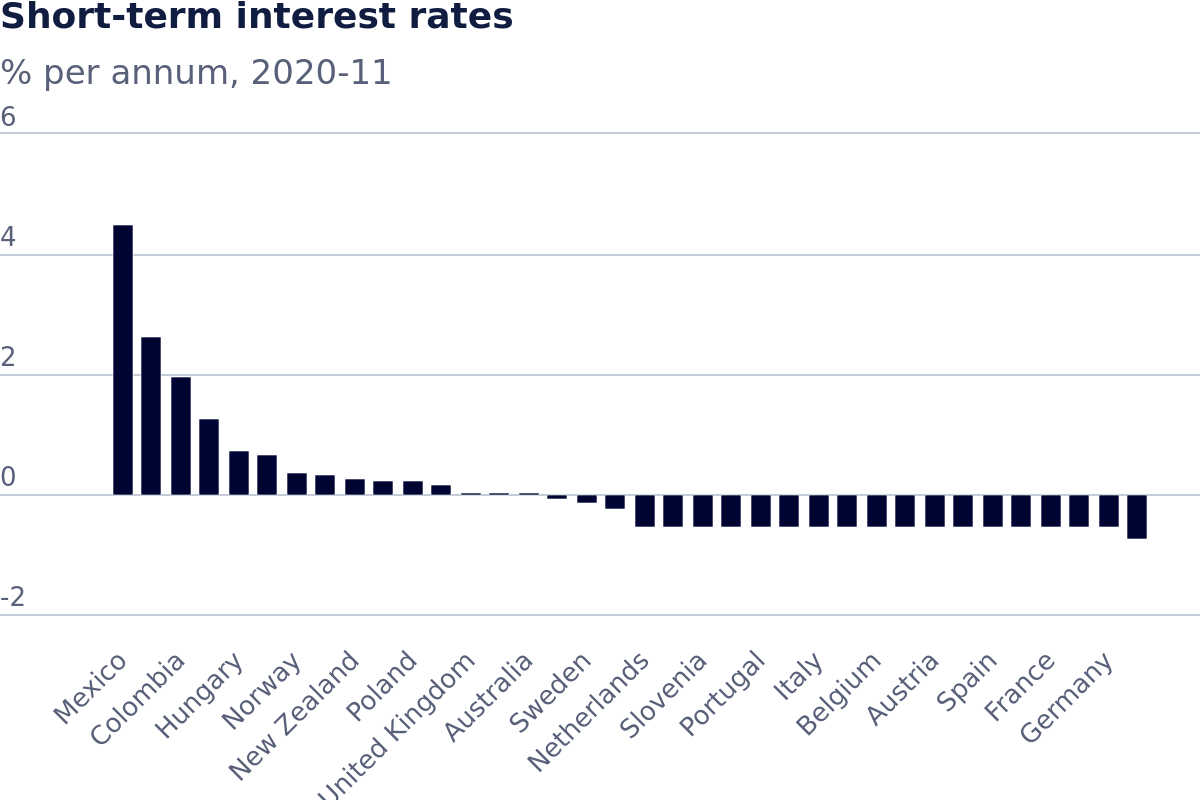 Short-term interest rates
% per annum, 2020-11
6
4
2
0
-2
Mexico
Colombia
Hungary
Norway
New Zealand
Poland
United Kingdom
Australia
Sweden
Netherlands
Slovenia
Portugal
Italy
Belgium
Austria
Spain
France
Germany